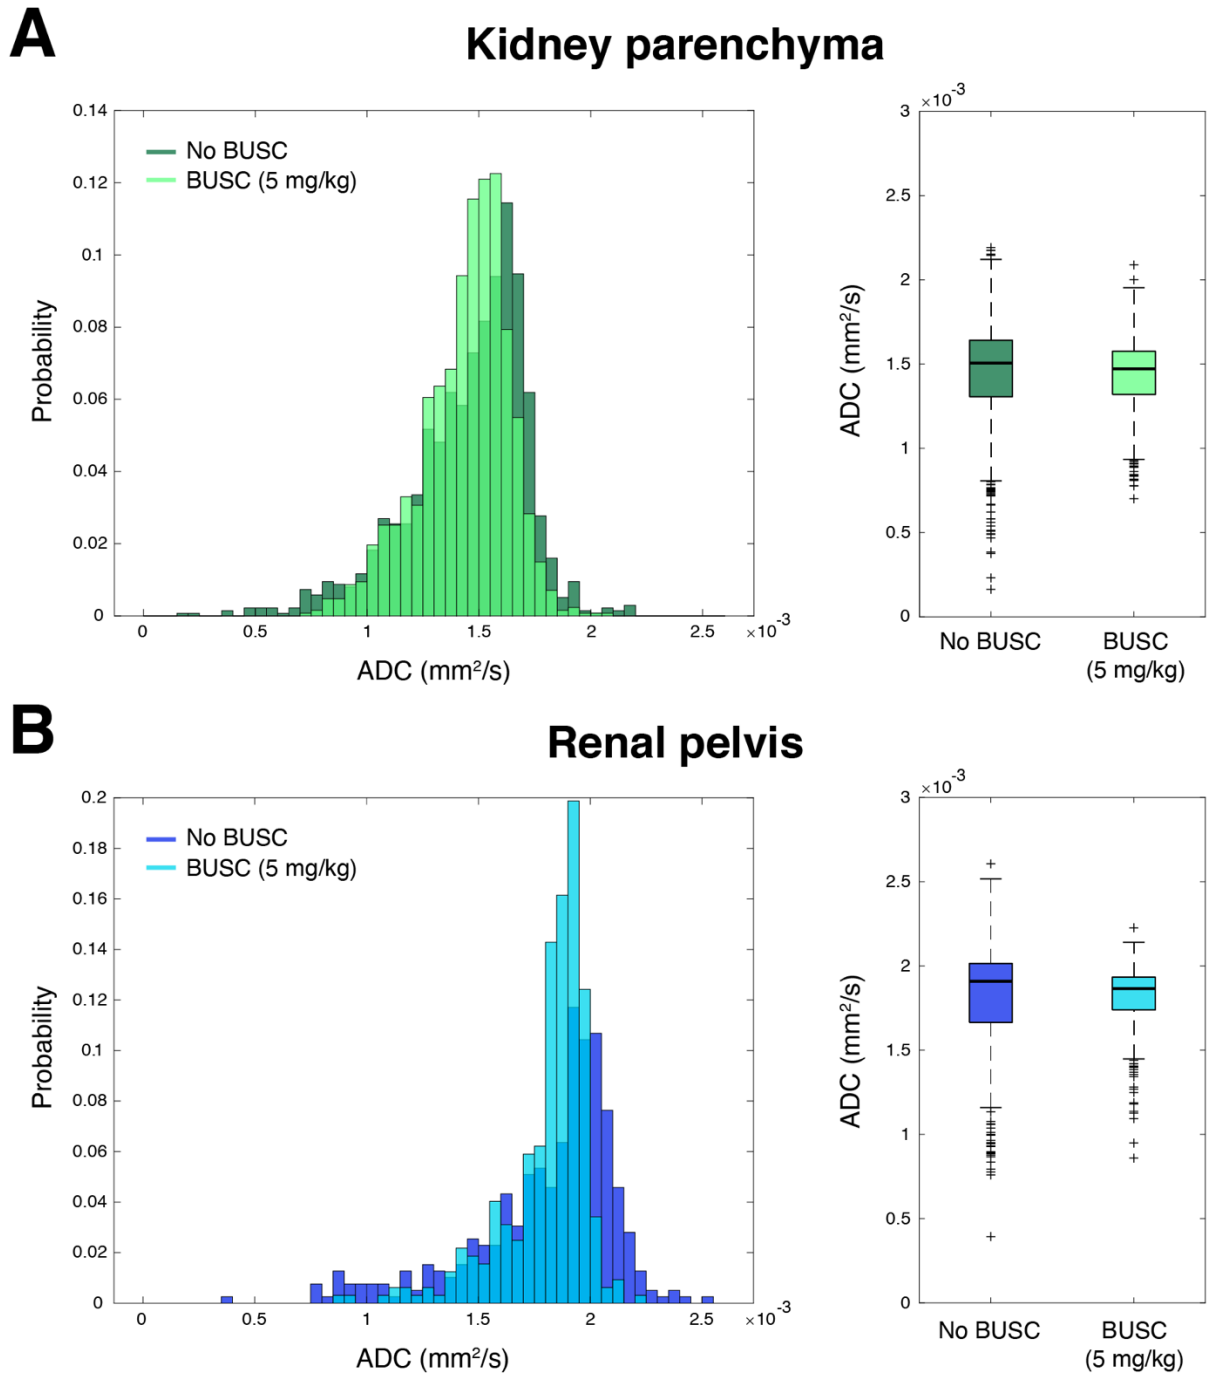 A
Kidney parenchyma
0.14
0.12
0.1
0.08
0.06
0.04
0.02
0
Probability
No BUSC
BUSC (5 mg/kg)
0
0.5
1
1.5
2
2.5
×10-3
ADC (mm2/s)
×10-3
3
2.5
2
1.5
1
0.5
0
ADC (mm2/s)
No BUSC
BUSC
(5 mg/kg)
B
Renal pelvis
0.2
0.18
0.16
0.14
0.12
0.1
0.08
0.06
0.04
0.02
0
Probability
No BUSC
BUSC (5 mg/kg)
0
0.5
1
1.5
2
2.5
×10-3
ADC (mm2/s)
×10-3
3
2.5
2
1.5
1
0.5
0
ADC (mm2/s)
No BUSC
BUSC
(5 mg/kg)